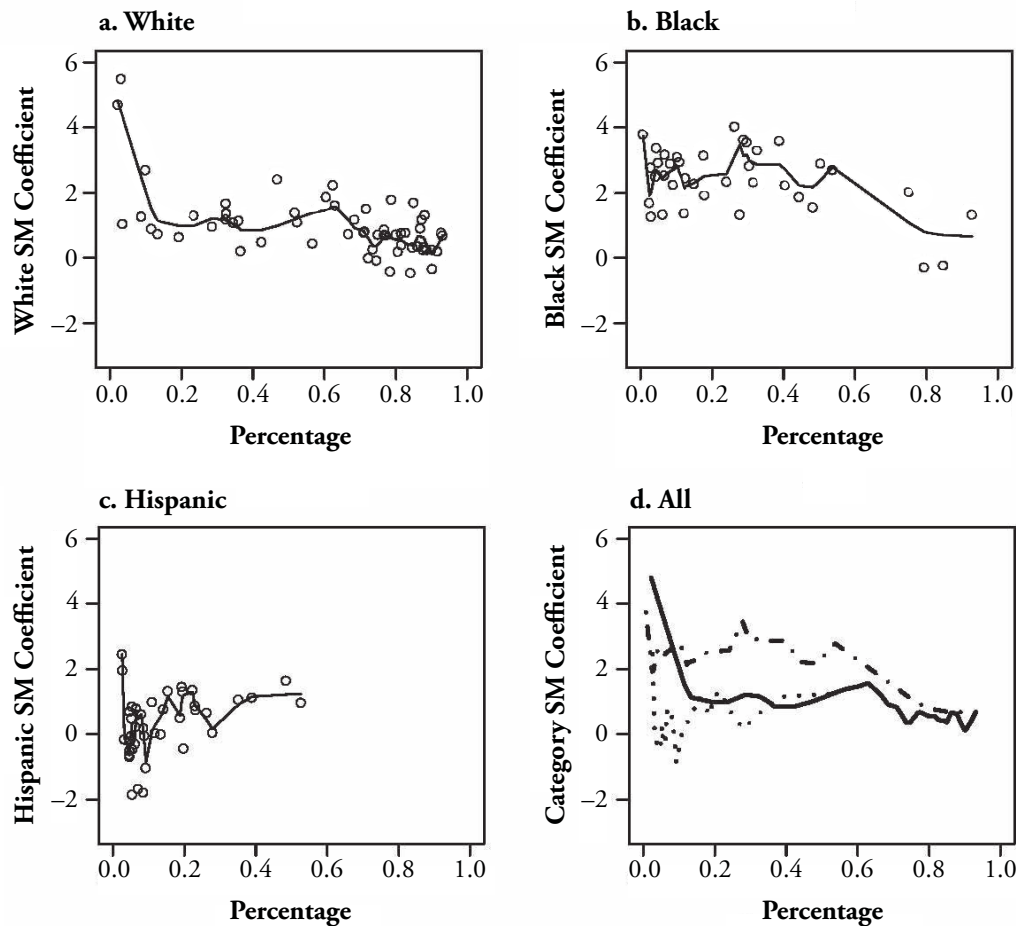 a. White
White SM Coefficient
6
4
2
0
–2
0.0 0.2 0.4 0.6 0.8 1.0
Percentage
b. Black
Black SM Coefficient
6
4
2
0
–2
0.0 0.2 0.4 0.6 0.8 1.0
Percentage
c. Hispanic
Hispanic SM Coefficient
6
4
2
0
–2
0.0 0.2 0.4 0.6 0.8 1.0
Percentage
d. All
Category SM Coefficient
6
4
2
0
–2
0.0 0.2 0.4 0.6 0.8 1.0
Percentage